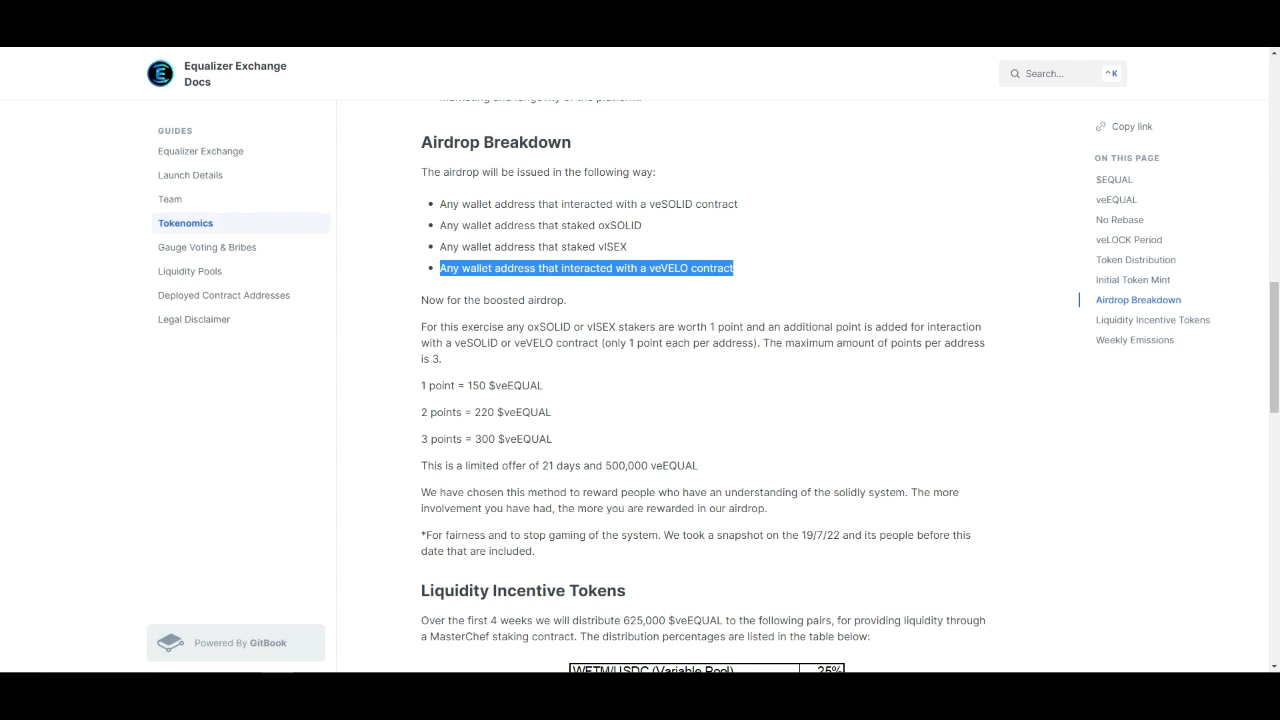 Equalizer Exchange
Docs
Search...
^K
GUIDES
Equalizer Exchange
Launch Details
Team
Tokenomics
Gauge Voting & Bribes
Liquidity Pools
Deployed Contract Addresses
Legal Disclaimer
Powered By GitBook
Airdrop Breakdown
The airdrop will be issued in the following way:
• Any wallet address that interacted with a veSOLID contract
• Any wallet address that staked oxSOLID
• Any wallet address that staked vlSEX
• Any wallet address that interacted with a veVELO contract
Now for the boosted airdrop.
For this exercise any oxSOLID or vlSEX stakers are worth 1 point and an additional point is added for interaction
with a veSOLID or veVELO contract (only 1 point each per address). The maximum amount of points per address
is 3.
1 point = 150 $veEQUAL
2 points = 220 $veEQUAL
3 points = 300 $veEQUAL
This is a limited offer of 21 days and 500,000 veEQUAL
We have chosen this method to reward people who have an understanding of the solidly system. The more
involvement you have had, the more you are rewarded in our airdrop.
*For fairness and to stop gaming of the system. We took a snapshot on the 19/7/22 and its people before this
date that are included.
Liquidity Incentive Tokens
Over the first 4 weeks we will distribute 625,000 $veEQUAL to the following pairs, for providing liquidity through
a MasterChef staking contract. The distribution percentages are listed in the table below:
(Variable Pool) 25%
Copy link
ON THIS PAGE
$EQUAL
veEQUAL
No Rebase
veLOCK Period
Token Distribution
Initial Token Mint
Airdrop Breakdown
Liquidity Incentive Tokens
Weekly Emissions